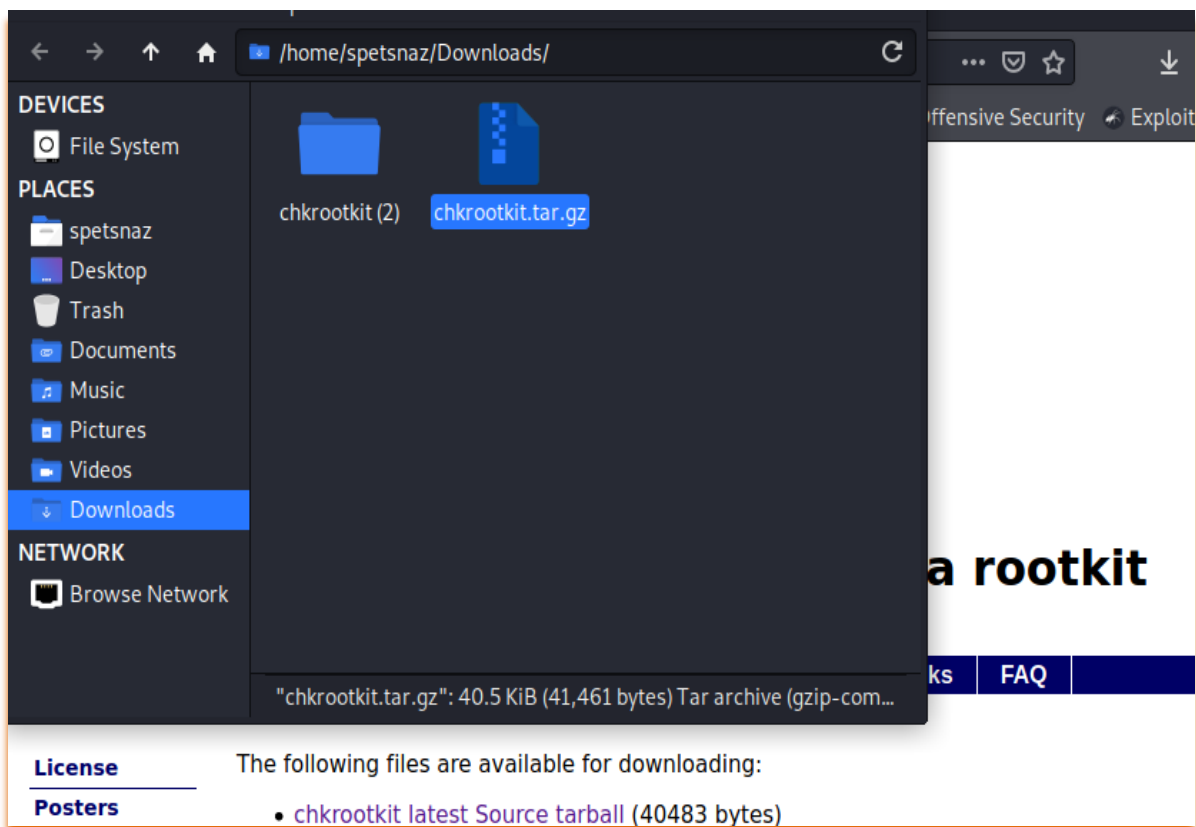 /home/spetsnaz/Downloads/
DEVICES
File System
PLACES
spetsnaz
Desktop
Trash
Documents
Music
Pictures
Videos
Downloads
NETWORK
Browse Network
chkrootkit (2)
chkrootkit.tar.gz
"chkrootkit.tar.gz": 40.5 KiB (41,461 bytes) Tar archive (gzip-com...
ffensive Security
Exploit
a rootkit
ks
FAQ
License
Posters
The following files are available for downloading:
• chkrootkit latest Source tarball (40483 bytes)